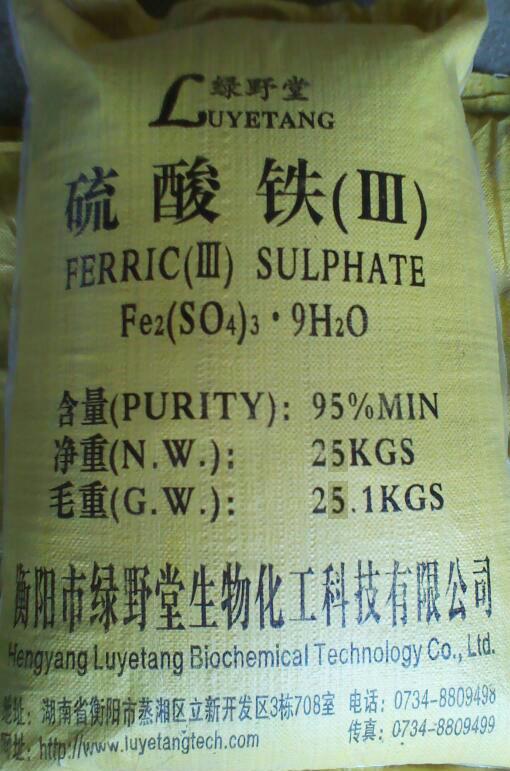 绿野堂
LUYETANG
硫酸铁(Ⅲ)
FERRIC(Ⅲ) SULPHATE
Fe2(SO4)3·9H2O
含量(PURITY): 95%MIN
净重(N.W.): 25KGS
毛重(G.W.): 25.1KGS
衡阳市绿野堂生物化工科技有限公司
Hengyang Luyetang Biochemical Technology Co., Ltd.
地址: 湖南省衡阳市蒸湘区立新开发区3栋708室 电话: 0734-8809498
网址: http://www.luyetangtech.com 传真: 0734-8809499